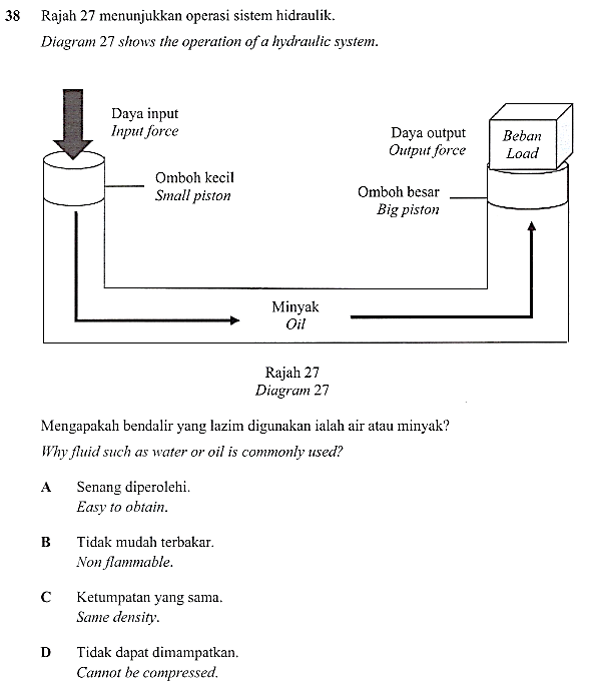 38 Rajah 27 menunjukkan operasi sistem hidraulik.
Diagram 27 shows the operation of a hydraulic system.
Daya input
Input force
Daya output
Output force
Beban
Load
Omboh kecil
Small piston
Omboh besar
Big piston
Minyak
Oil
Rajah 27
Diagram 27
Mengapakah bendalir yang lazim digunakan ialah air atau minyak?
Why fluid such as water or oil is commonly used?
A Senang diperolehi.
Easy to obtain.
B Tidak mudah terbakar.
Non flammable.
C Ketumpatan yang sama.
Same density.
D Tidak dapat dimampatkan.
Cannot be compressed.